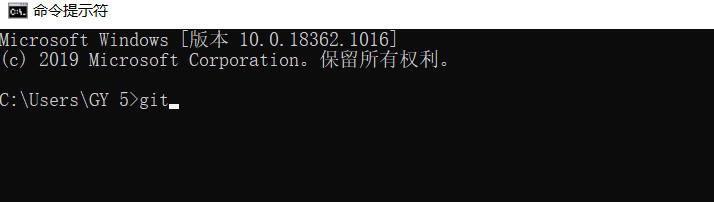 命令提示符
Microsoft Windows [版本 10.0.18362.1016]
(c) 2019 Microsoft Corporation。保留所有权利。
C:\Users\GY 5>git